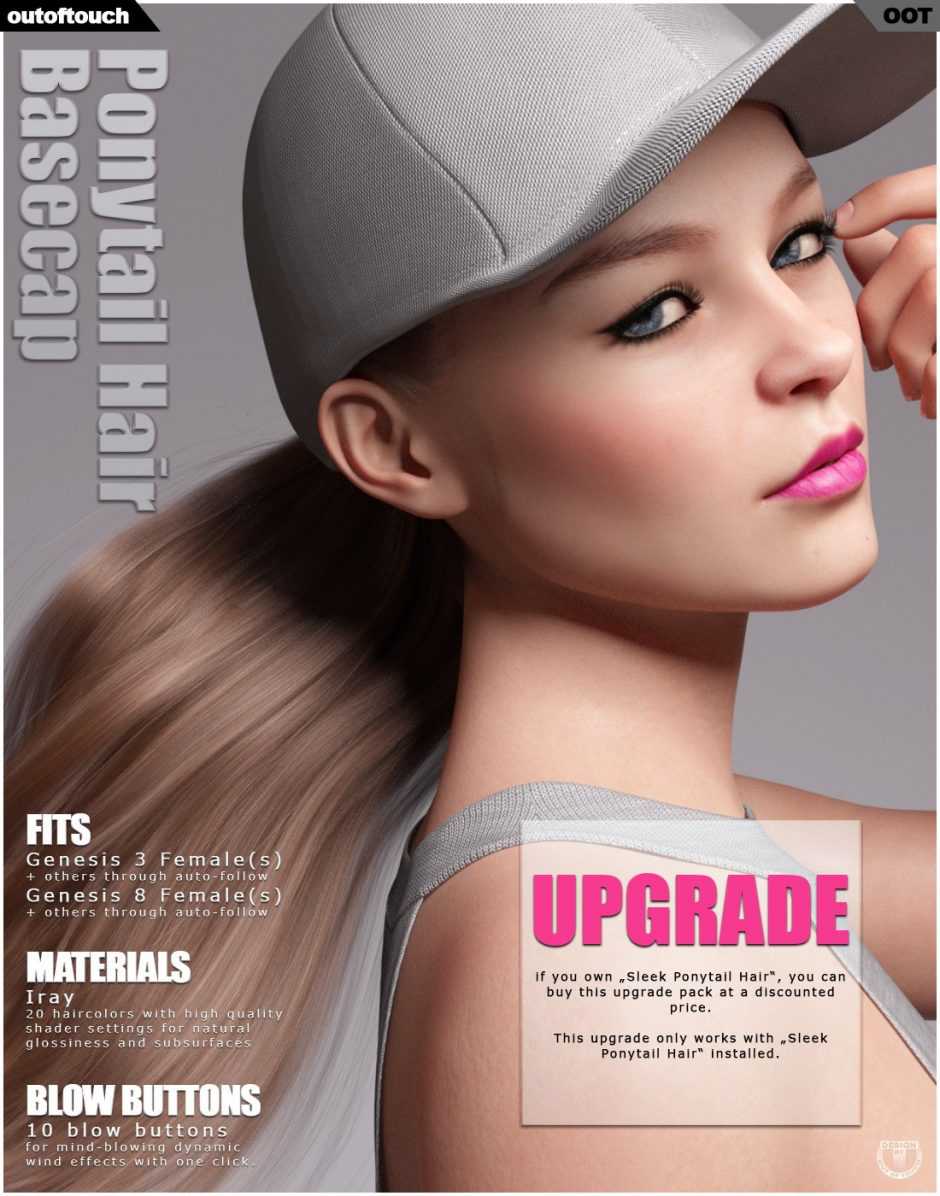 outoftouch
OOT
Ponytail Hair
Basecap
FITS
Genesis 3 Female(s)
+ others through auto-follow
Genesis 8 Female(s)
+ others through auto-follow
MATERIALS
Iray
20 haircolors with high quality
shader settings for natural
glossiness and subsurfaces
BLOW BUTTONS
10 blow buttons
for mind-blowing dynamic
wind effects with one click.
UPGRADE
if you own „Sleek Ponytail Hair“, you can
buy this upgrade pack at a discounted
price.
This upgrade only works with „Sleek
Ponytail Hair“ installed.
DESIGN